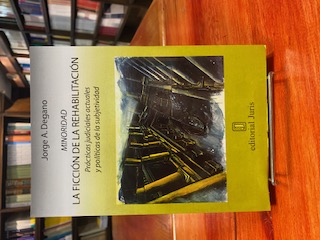 Jorge A. Degano
MINORIDAD
LA FICCIÓN DE LA REHABILITACIÓN
Prácticas judiciales actuales
y políticas de la subjetividad
editorial Juris